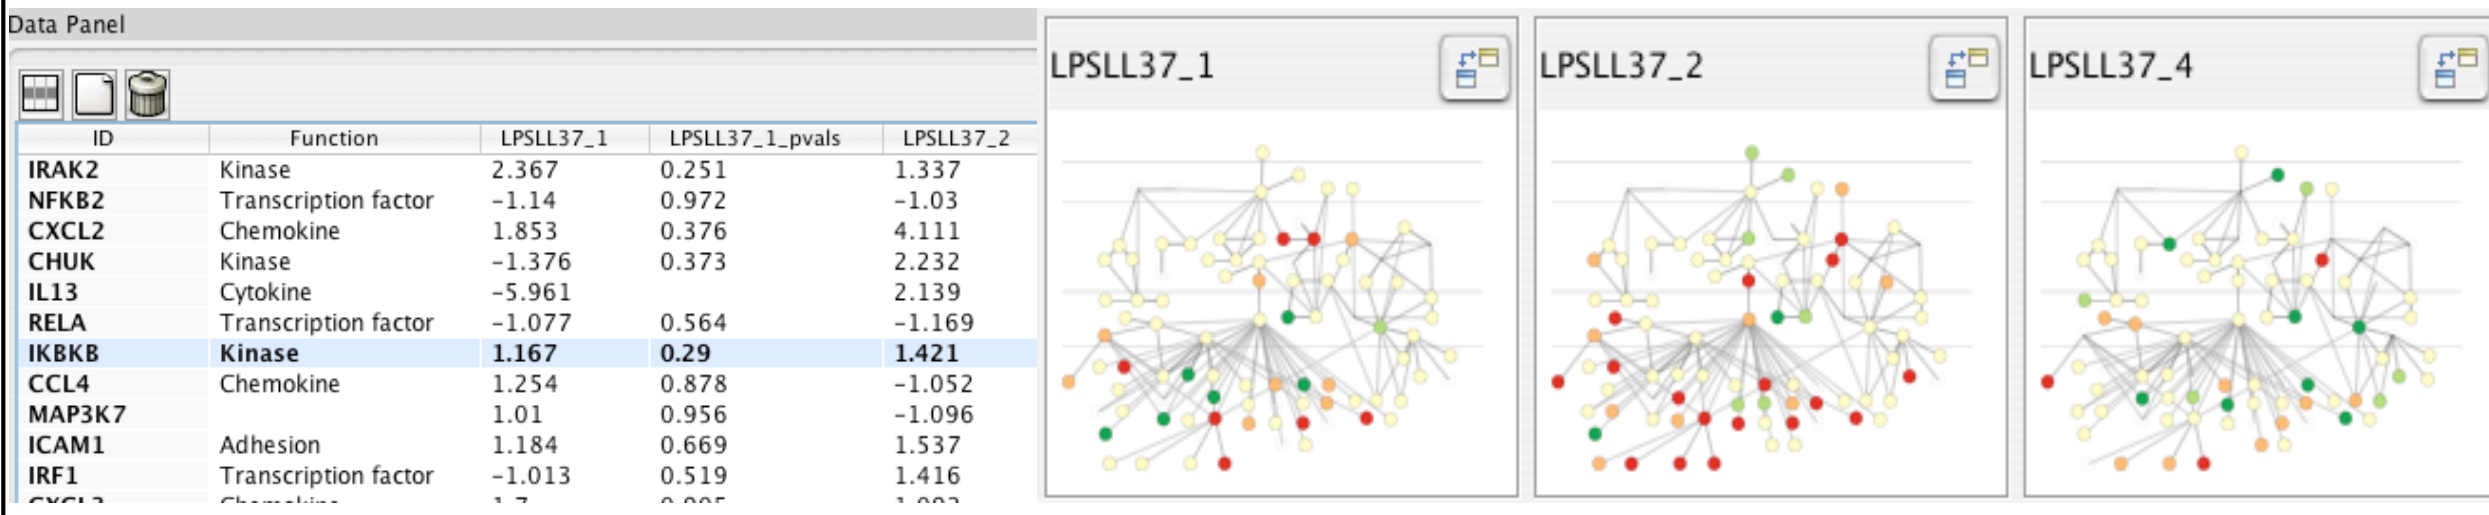 Data Panel
LPSLL37_1 LPSLL37_2 LPSLL37_4
ID Function LPSLL37_1 LPSLL37_1_pvals LPSLL37_2
IRAK2 Kinase 2.367 0.251 1.337
NFKB2 Transcription factor −1.14 0.972 −1.03
CXCL2 Chemokine 1.853 0.376 4.111
CHUK Kinase −1.376 0.373 2.232
IL13 Cytokine −5.961 2.139
RELA Transcription factor −1.077 0.564 −1.169
IKBKB Kinase 1.167 0.29 1.421
CCL4 Chemokine 1.254 0.878 −1.052
MAP3K7 1.01 0.956 −1.096
ICAM1 Adhesion 1.184 0.669 1.537
IRF1 Transcription factor −1.013 0.519 1.416